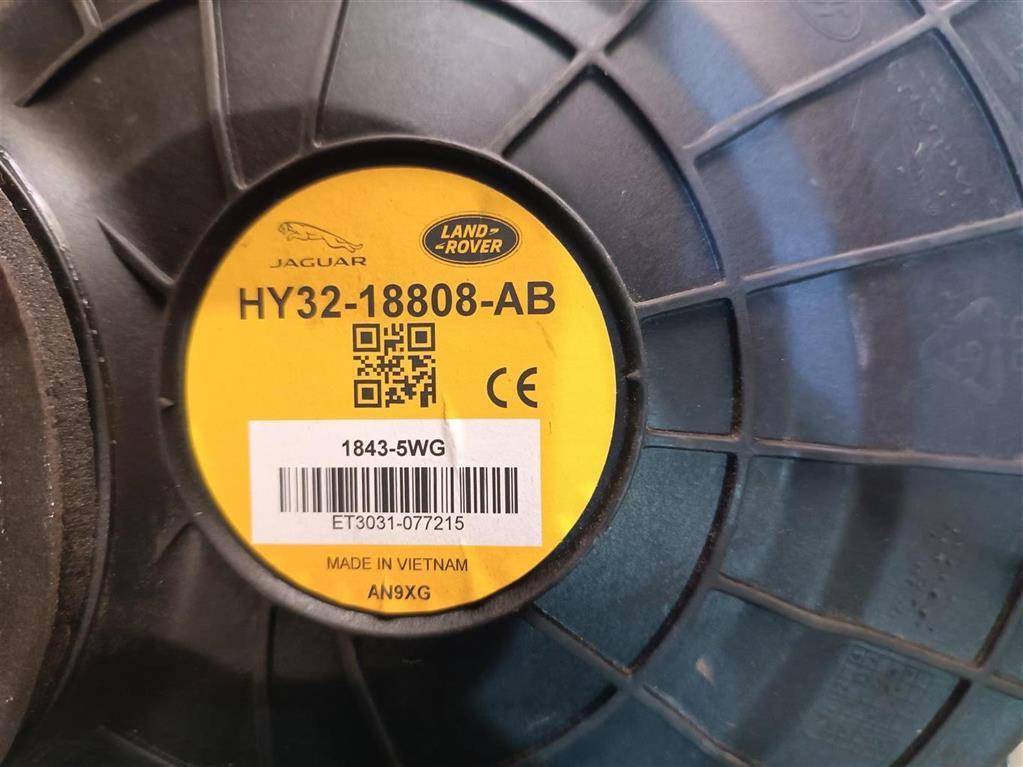 JAGUAR
LAND
ROVER
HY32-18808-AB
CE
1843-5WG
ET3031-077215
MADE IN VIETNAM
AN9XG